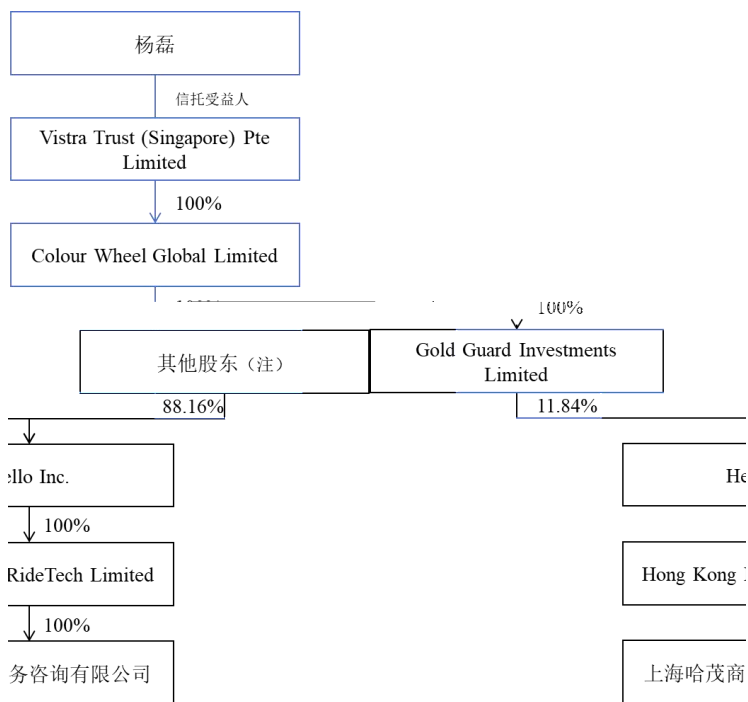 杨磊
信托受益人
Vistra Trust (Singapore) Pte
Limited
100%
Colour Wheel Global Limited
100%
其他股东（注）
Gold Guard Investments
Limited
88.16%
11.84%
ello Inc.
He
100%
RideTech Limited
Hong Kong
100%
务咨询有限公司
上海哈茂商